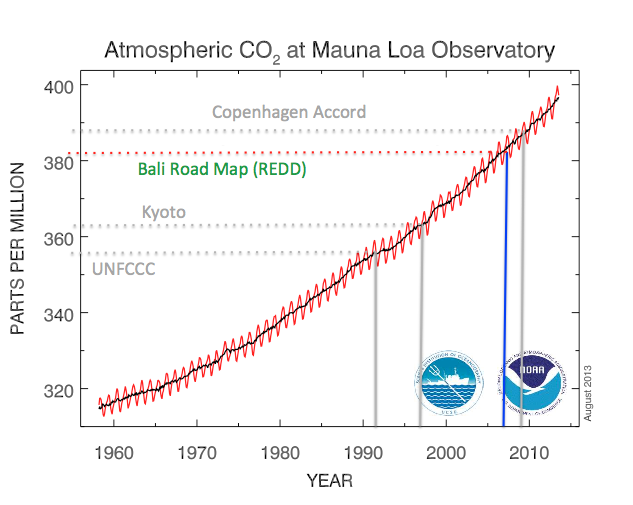 Atmospheric CO2 at Mauna Loa Observatory
400
Copenhagen Accord
380
Bali Road Map (REDD)
Kyoto
360
UNFCCC
340
320
PARTS PER MILLION
NOAA
August 2013
1960 1970 1980 1990 2000 2010
YEAR